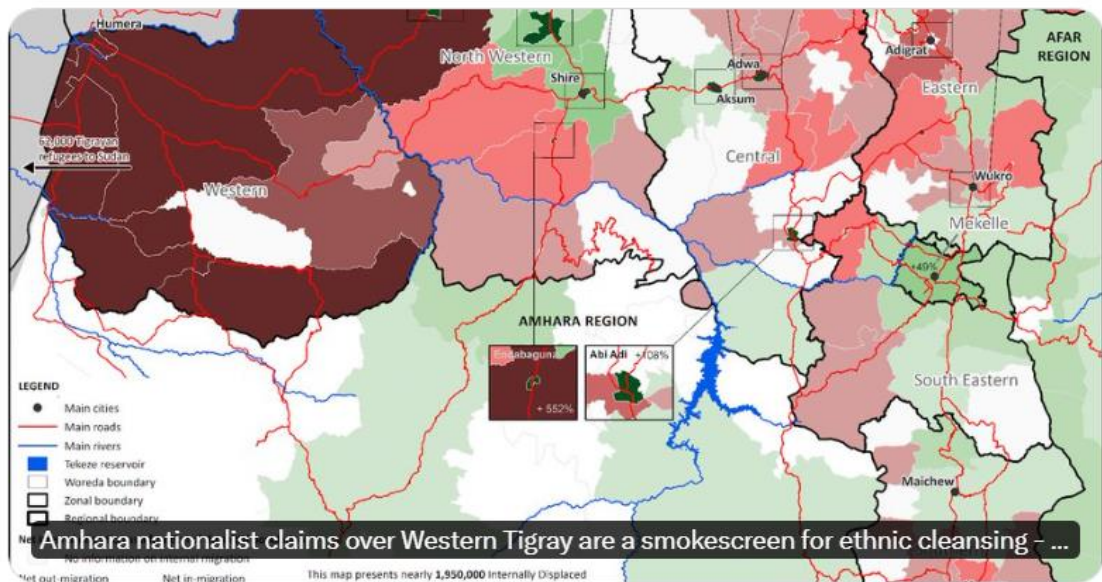 Humera
North Western
Shire
Adwa
Aksum
Adigrat
AFAR
REGION
Eastern
63,000 Tigrayan
refugees to Sudan
Western
Central
Wukro
Mekelle
+49%
AMHARA REGION
Endabaguna
+ 552%
Abi Adi +108%
South Eastern
Maichew
LEGEND
Main cities
Main roads
Main rivers
Tekeze reservoir
Woreda boundary
Zonal boundary
Regional boundary
Amhara nationalist claims over Western Tigray are a smokescreen for ethnic cleansing - ...
No information on internal migration
Net out-migration Net in-migration
This map presents nearly 1,950,000 Internally Displaced